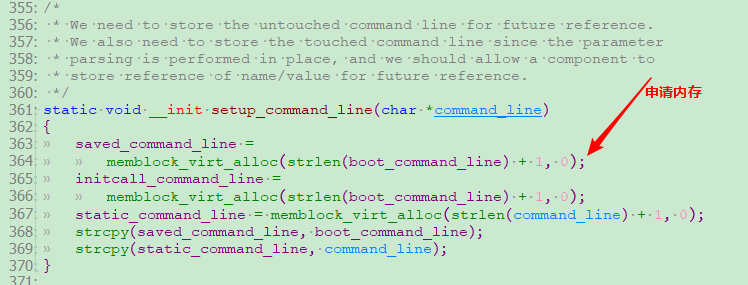 355: /*
356: * We need to store the untouched command line for future reference.
357: * We also need to store the touched command line since the parameter
358: * parsing is performed in place, and we should allow a component to
359: * store reference of name/value for future reference.
360: */
361: static void __init setup_command_line(char *command_line)
申请内存
362: {
363: » saved_command_line =
364: » » memblock_virt_alloc(strlen(boot_command_line) + 1, 0);
365: » initcall_command_line =
366: » » memblock_virt_alloc(strlen(boot_command_line) + 1, 0);
367: » static_command_line = memblock_virt_alloc(strlen(command_line) + 1, 0);
368: » strcpy(saved_command_line, boot_command_line);
369: » strcpy(static_command_line, command_line);
370: }
371: